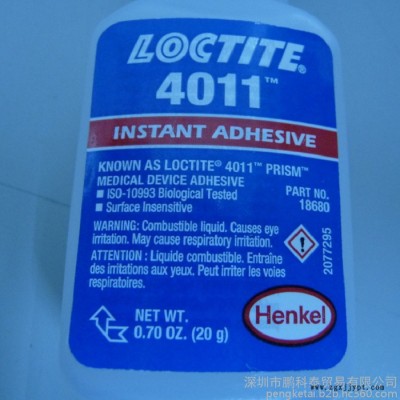 LOCTITE®
4011™
INSTANT ADHESIVE
KNOWN AS LOCTITE® 4011™ PRISM™
MEDICAL DEVICE ADHESIVE
■ ISO-10993 Biological Tested
■ Surface Insensitive
PART NO.
18680
WARNING: Combustible liquid. Causes eye
irritation. May cause respiratory irritation.
ATTENTION : Liquide combustible. Entraîne
des irritations aux yeux. Peut irriter les voies
respiratoires.
2077295
NET WT.
0.70 OZ. (20 g)
Henkel
深圳市鹏科泰贸易有限公司
pengketai.b2b.hc360.com